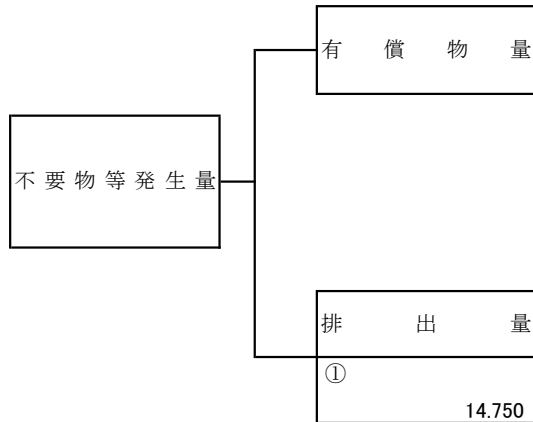 有償物量
不要物等発生量
排出量
①
14.750